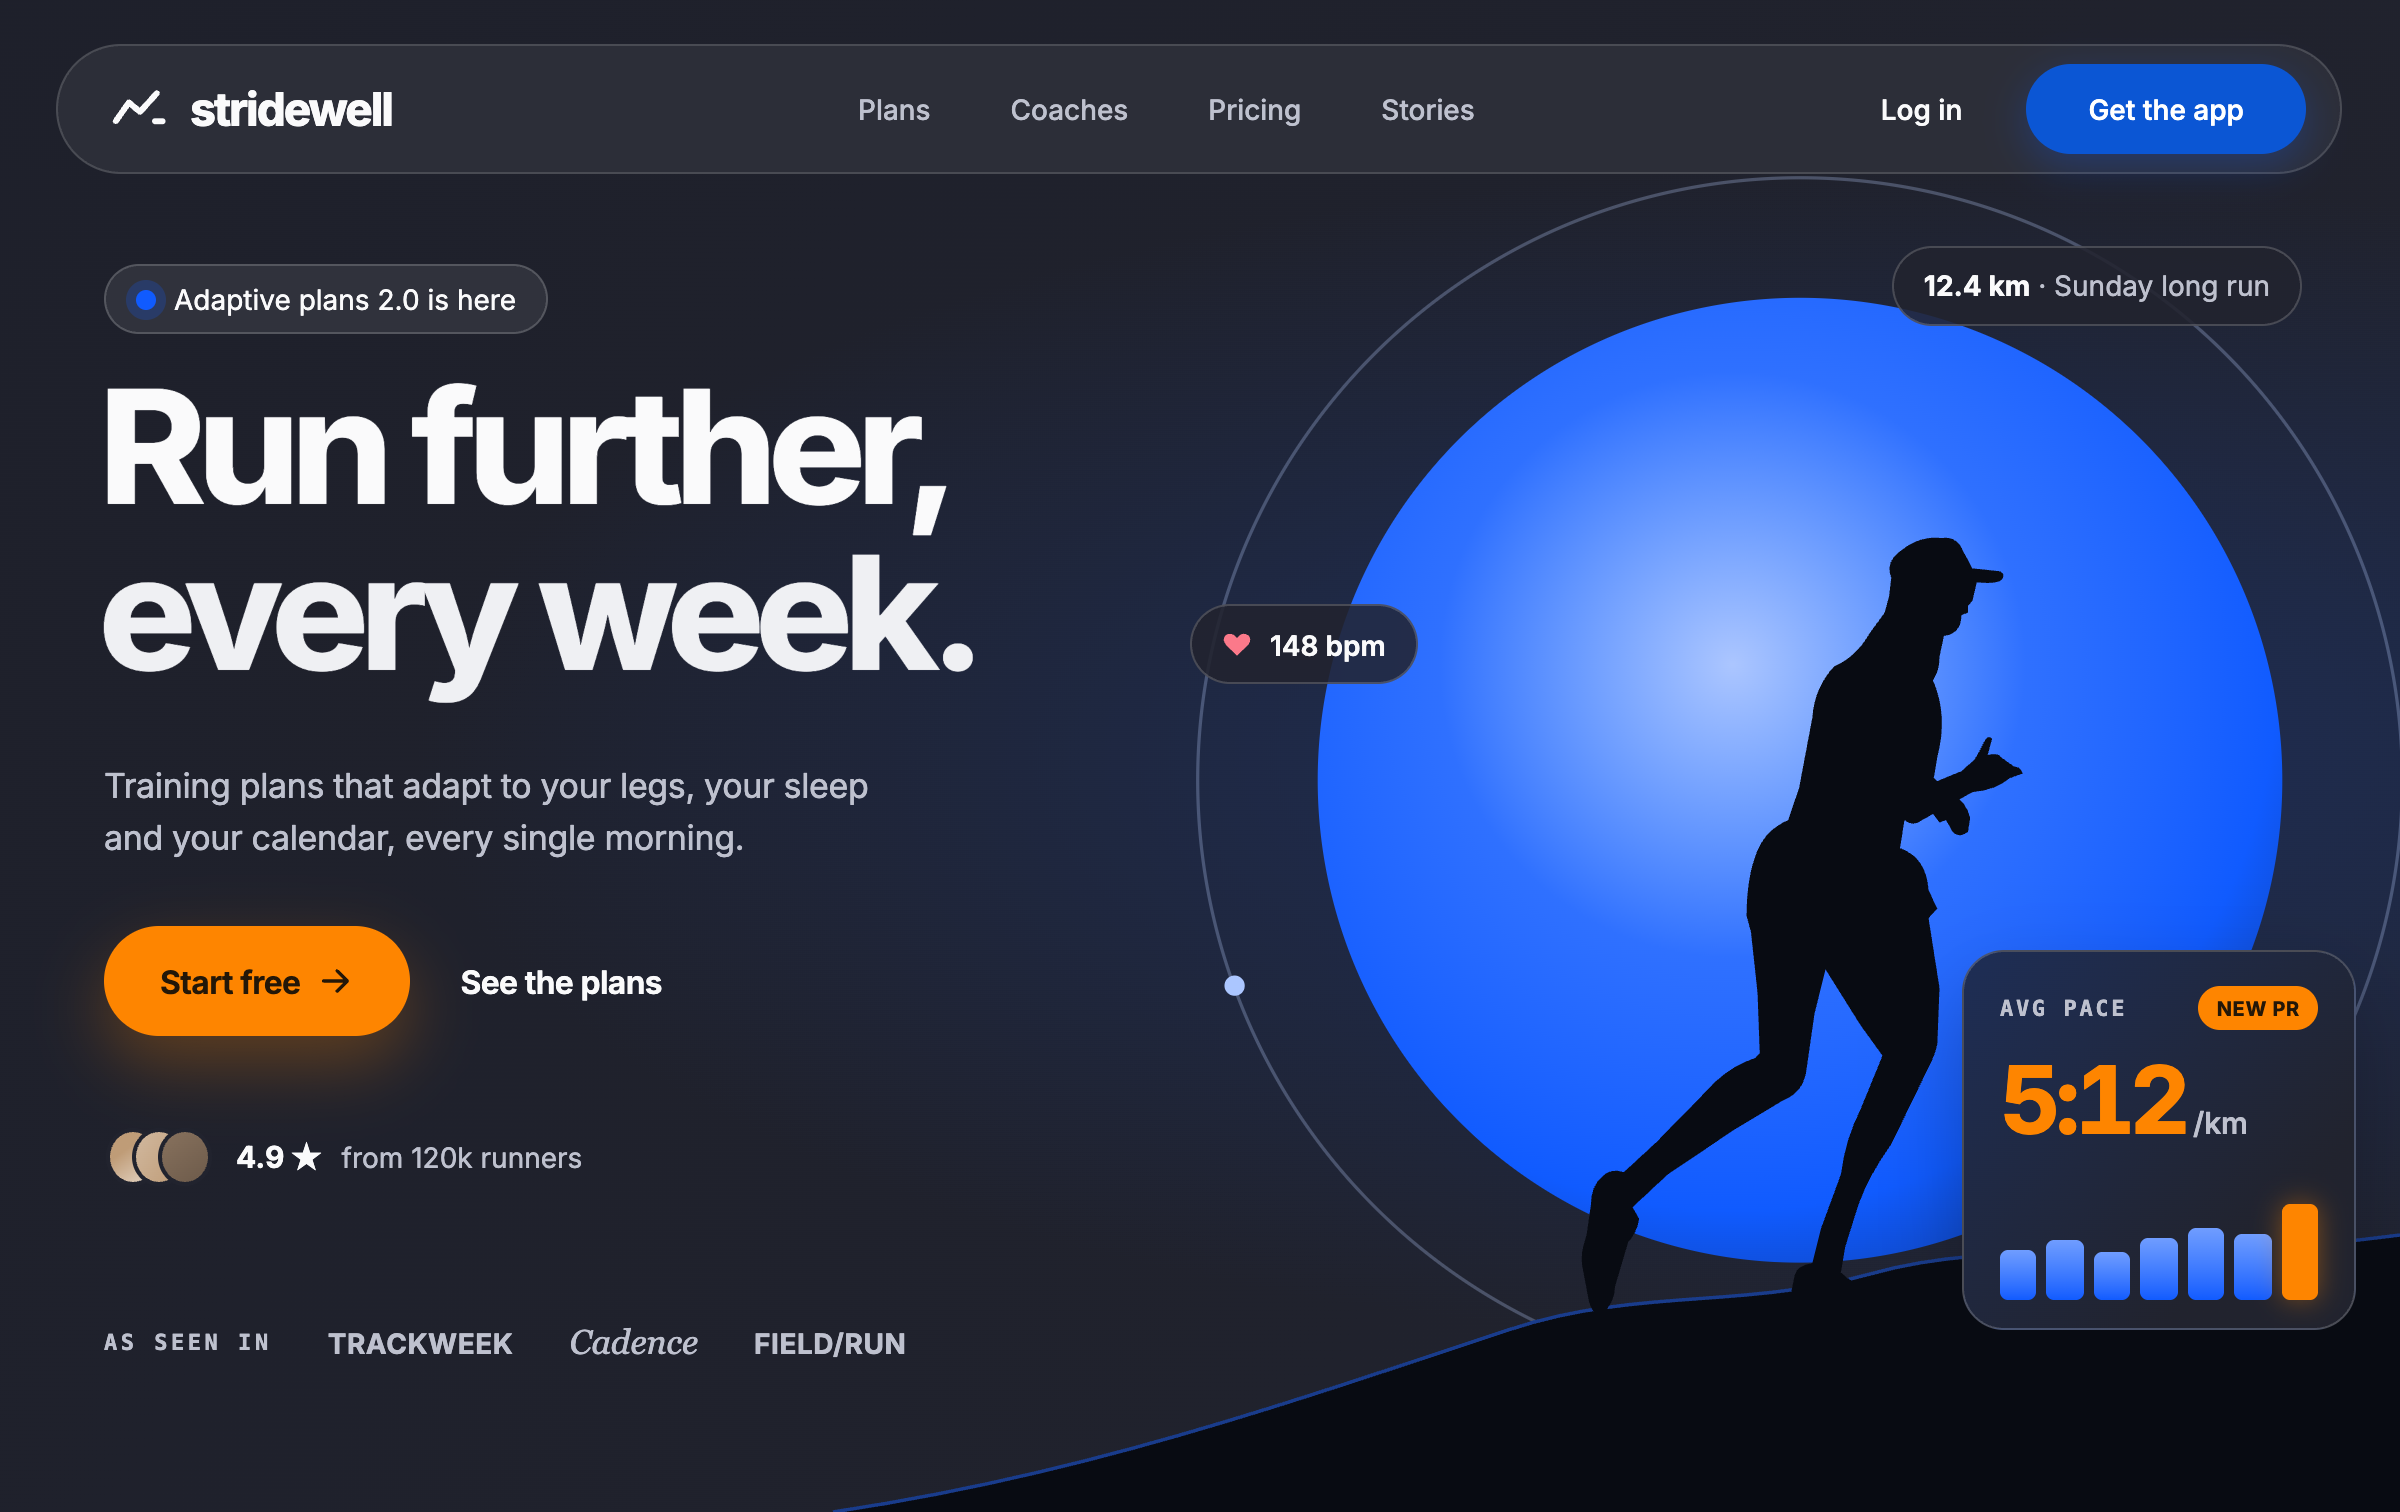 stridewell
Plans
Coaches
Pricing
Stories
Log in
Get the app
Adaptive plans 2.0 is here
Run further,
every week.
Training plans that adapt to your legs, your sleep
and your calendar, every single morning.
Start free →
See the plans
4.9 ★ from 120k runners
AS SEEN IN
TRACKWEEK
Cadence
FIELD/RUN
12.4 km · Sunday long run
148 bpm
AVG PACE
NEW PR
5:12 /km